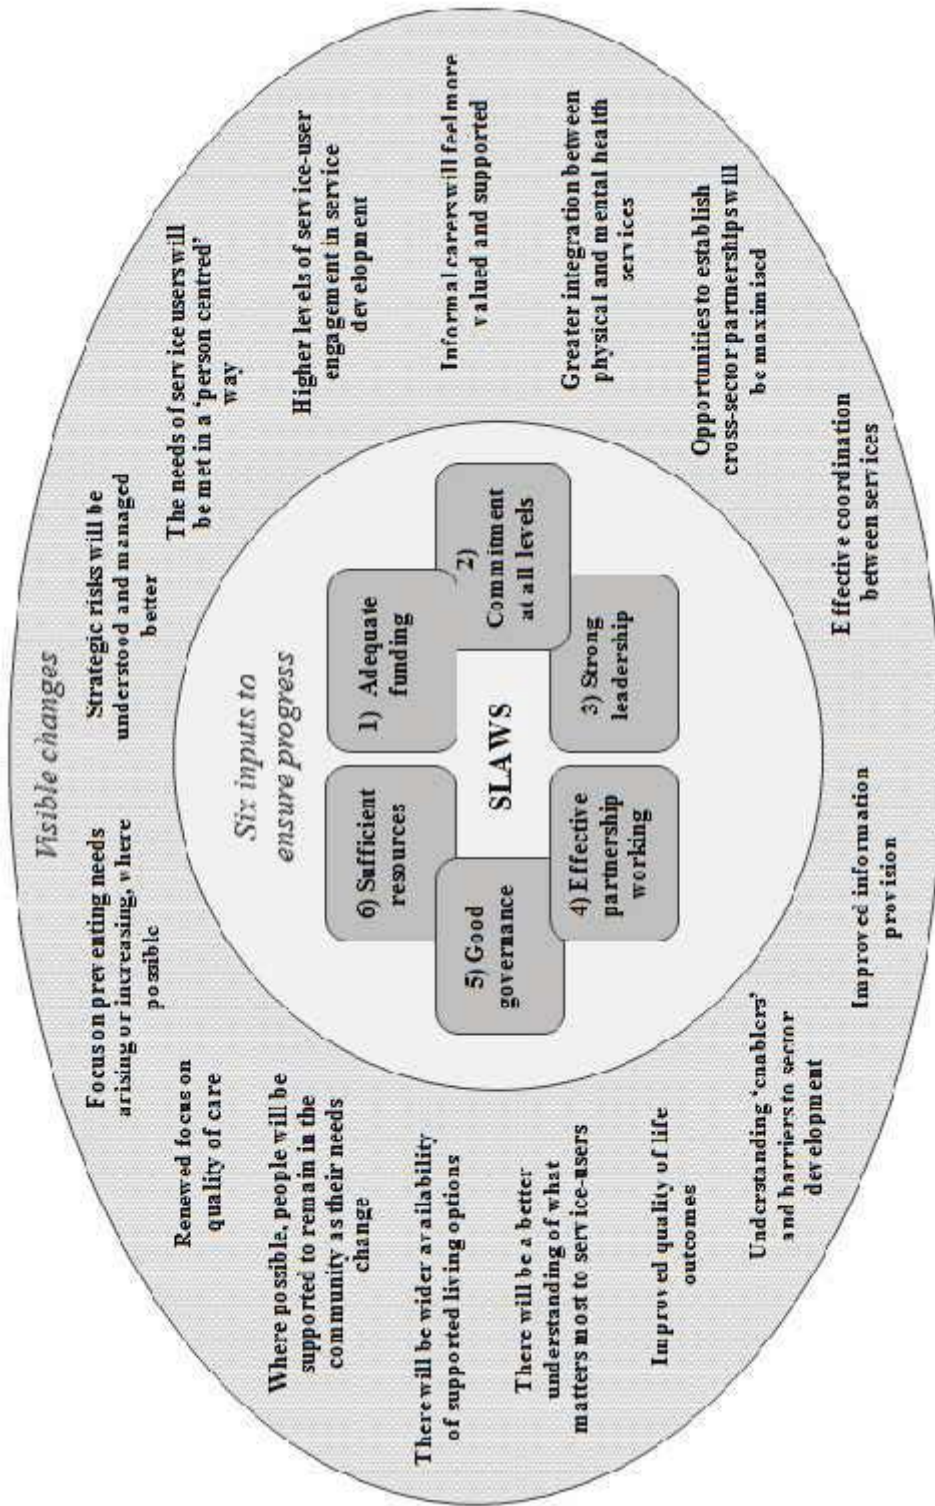 Visible changes
Focus on preventing needs
arising or increasing, where
possible
Strategic risks will be
understood and managed
better
Renewed focus on
quality of care
The needs of service users will
be met in a ‘person centred’
way
Where possible, people will be
supported to remain in the
community as their needs
change
Higher levels of service-user
engagement in service
development
There will be wider availability
of supported living options
Informal carers will feel more
valued and supported
There will be a better
understanding of what
matters most to service-users
Greater integration between
physical and mental health
services
Improved quality of life
outcomes
Opportunities to establish
cross-sector partnerships will
be maximised
Understanding ‘enablers’
and barriers to sector
development
Effective coordination
between services
Improved information
provision
Six inputs to
ensure progress
6) Sufficient
resources
1) Adequate
funding
5) Good
governance
SLAWS
2)
Commitment
at all levels
4) Effective
partnership
working
3) Strong
leadership